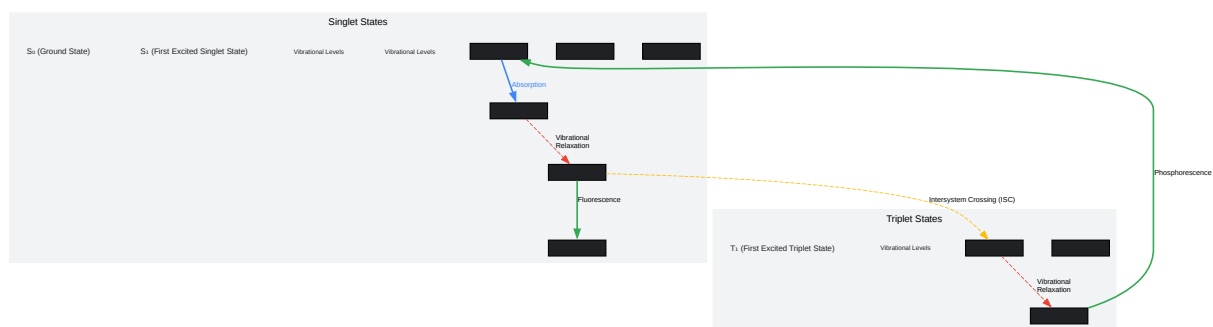 Singlet States
S₀ (Ground State)
S₁ (First Excited Singlet State)
Vibrational Levels
Vibrational Levels
Absorption
Vibrational
Relaxation
Fluorescence
Phosphorescence
Intersystem Crossing (ISC)
Triplet States
T₁ (First Excited Triplet State)
Vibrational Levels
Vibrational
Relaxation